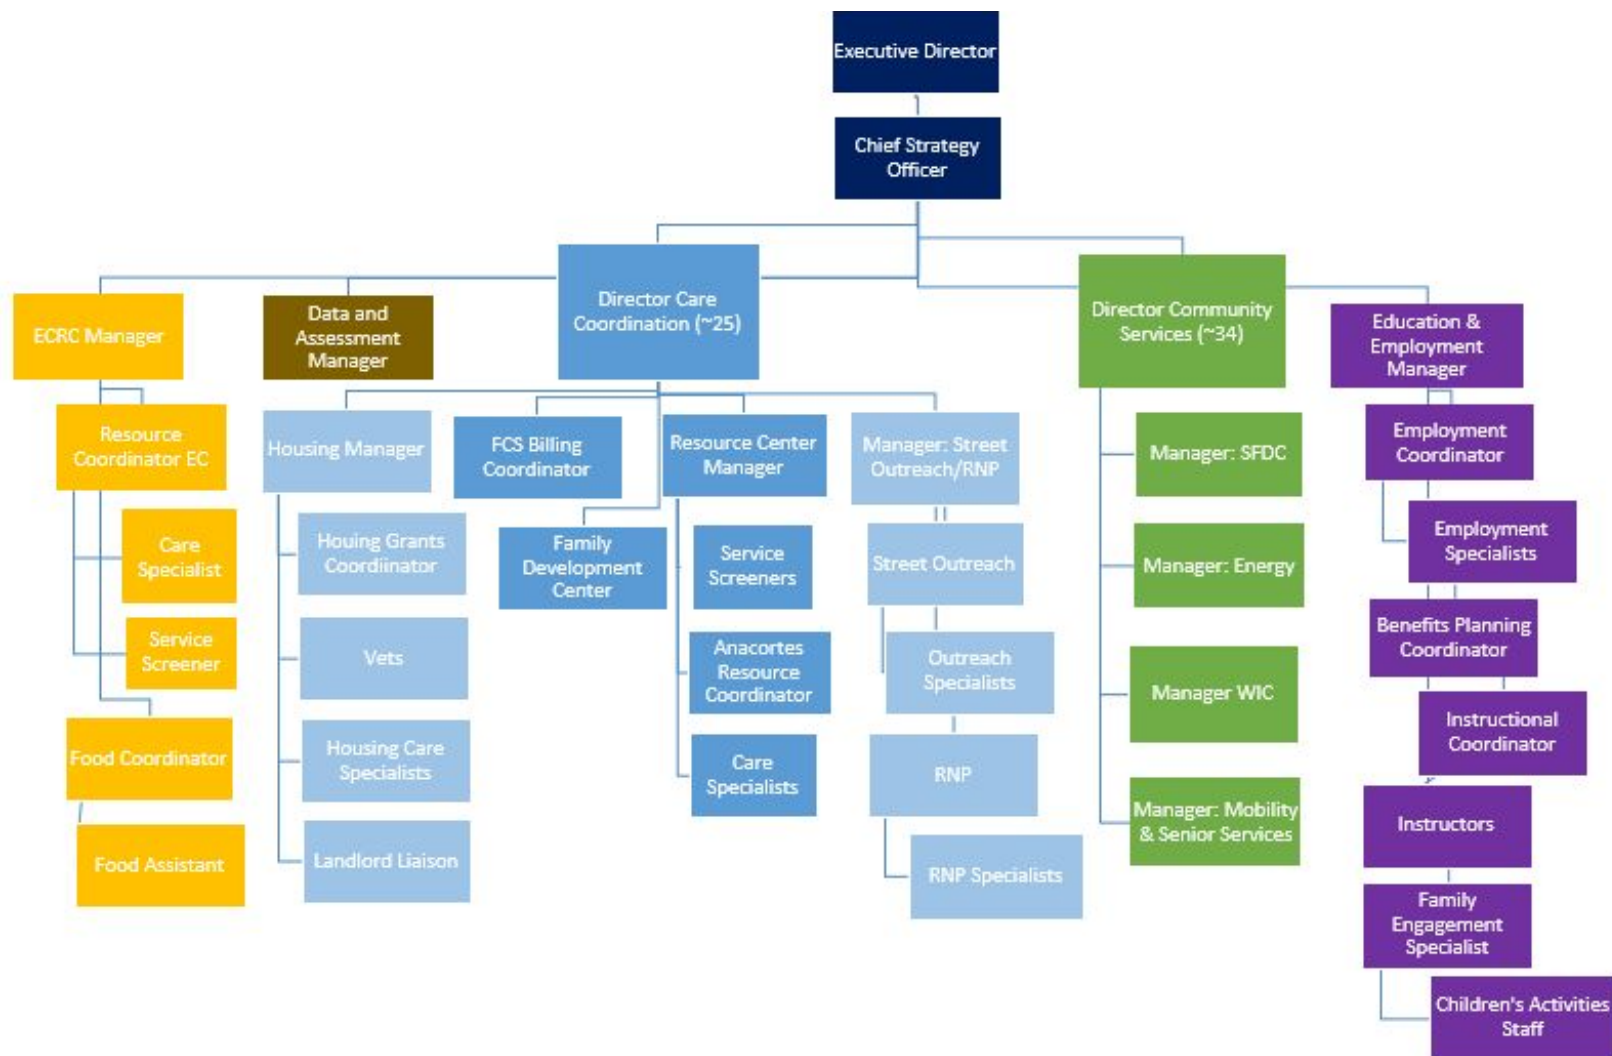 Executive Director
Chief Strategy
Officer
Director Care
Coordination (~25)
Director Community
Services (~34)
ECRC Manager
Data and
Assessment
Manager
Education &
Employment
Manager
Resource
Coordinator EC
Care
Specialist
Service
Screener
Food Coordinator
Food Assistant
Housing Manager
Houing Grants
Coordiinator
Vets
Housing Care
Specialists
Landlord Liaison
FCS Billing
Coordinator
Family
Development
Center
Resource Center
Manager
Service
Screeners
Anacortes
Resource
Coordinator
Care
Specialists
Manager: Street
Outreach/RNP
Street Outreach
Outreach
Specialists
RNP
RNP Specialists
Manager: SFDC
Manager: Energy
Manager WIC
Manager: Mobility
& Senior Services
Employment
Coordinator
Employment
Specialists
Benefits Planning
Coordinator
Instructional
Coordinator
Instructors
Family
Engagement
Specialist
Children's Activities
Staff